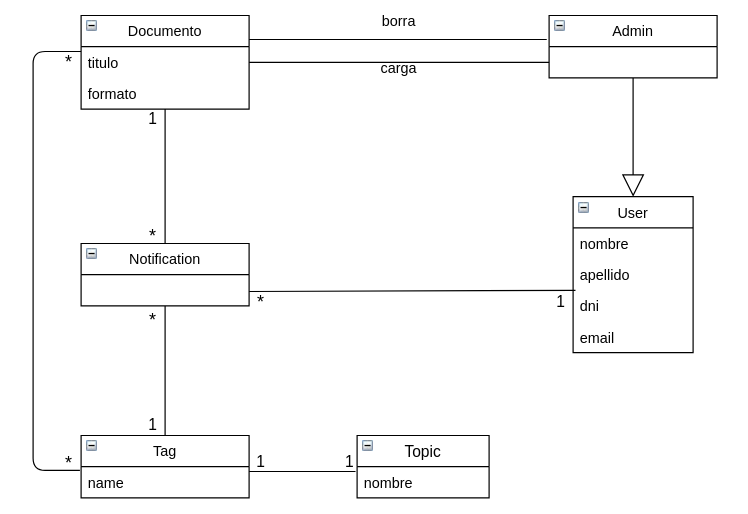 borra
Documento
Admin
*
titulo
carga
formato
1
*
User
Notification
nombre
apellido
*
1
dni
*
email
1
Tag
Topic
*
1
1
name
nombre